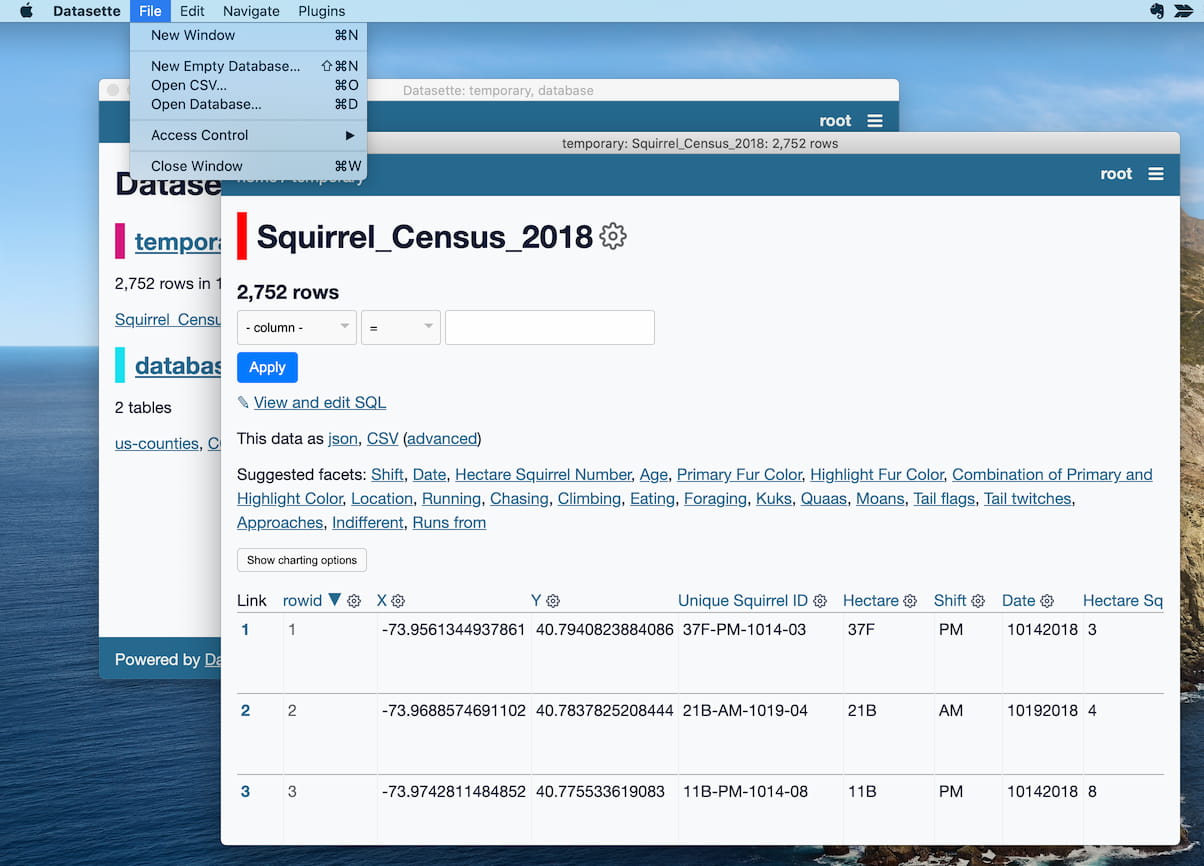 Datasette File Edit Navigate Plugins
New Window ⌘N
New Empty Database... ⇧⌘N
Open CSV... ⌘O
Open Database... ⌘D
Access Control ▶
Close Window ⌘W
Datasette: temporary, database
root
Datase
tempora
2,752 rows in 1
Squirrel_Censu
databas
2 tables
us-counties, C
Powered by Da
temporary: Squirrel_Census_2018: 2,752 rows
home / temporary
root
Squirrel_Census_2018
2,752 rows
- column - =
Apply
✎ View and edit SQL
This data as json, CSV (advanced)
Suggested facets: Shift, Date, Hectare Squirrel Number, Age, Primary Fur Color, Highlight Fur Color, Combination of Primary and
Highlight Color, Location, Running, Chasing, Climbing, Eating, Foraging, Kuks, Quaas, Moans, Tail flags, Tail twitches,
Approaches, Indifferent, Runs from
Show charting options
Link rowid ▼ X Y Unique Squirrel ID Hectare Shift Date Hectare Sq
1 1 -73.9561344937861 40.7940823884086 37F-PM-1014-03 37F PM 10142018 3
2 2 -73.9688574691102 40.7837825208444 21B-AM-1019-04 21B AM 10192018 4
3 3 -73.9742811484852 40.775533619083 11B-PM-1014-08 11B PM 10142018 8